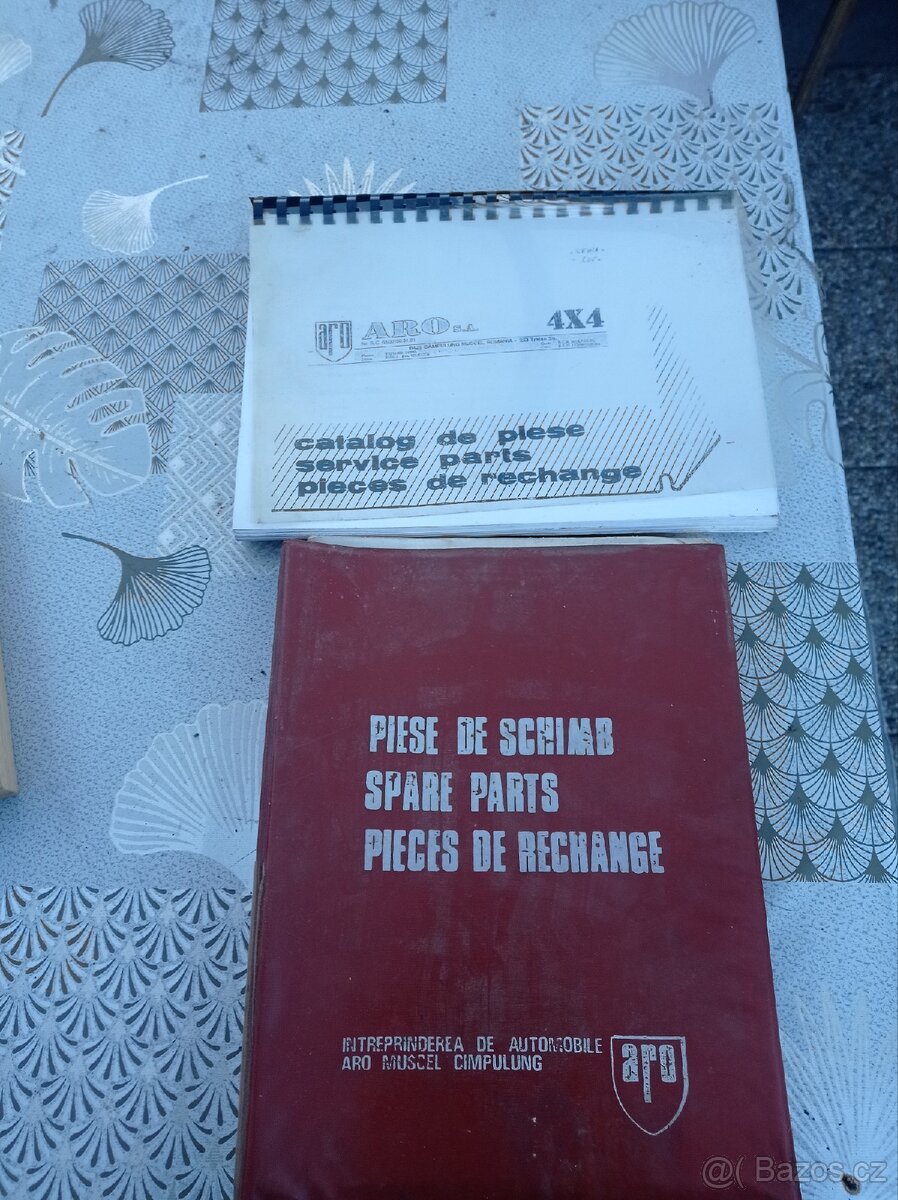 aro ARO S.A. 4X4
catalog de piese
service parts
pieces de rechange
PIESE DE SCHIMB
SPARE PARTS
PIECES DE RECHANGE
INTREPRINDEREA DE AUTOMOBILE
ARO MUSCEL CIMPULUNG
aro
@( Bazos.cz